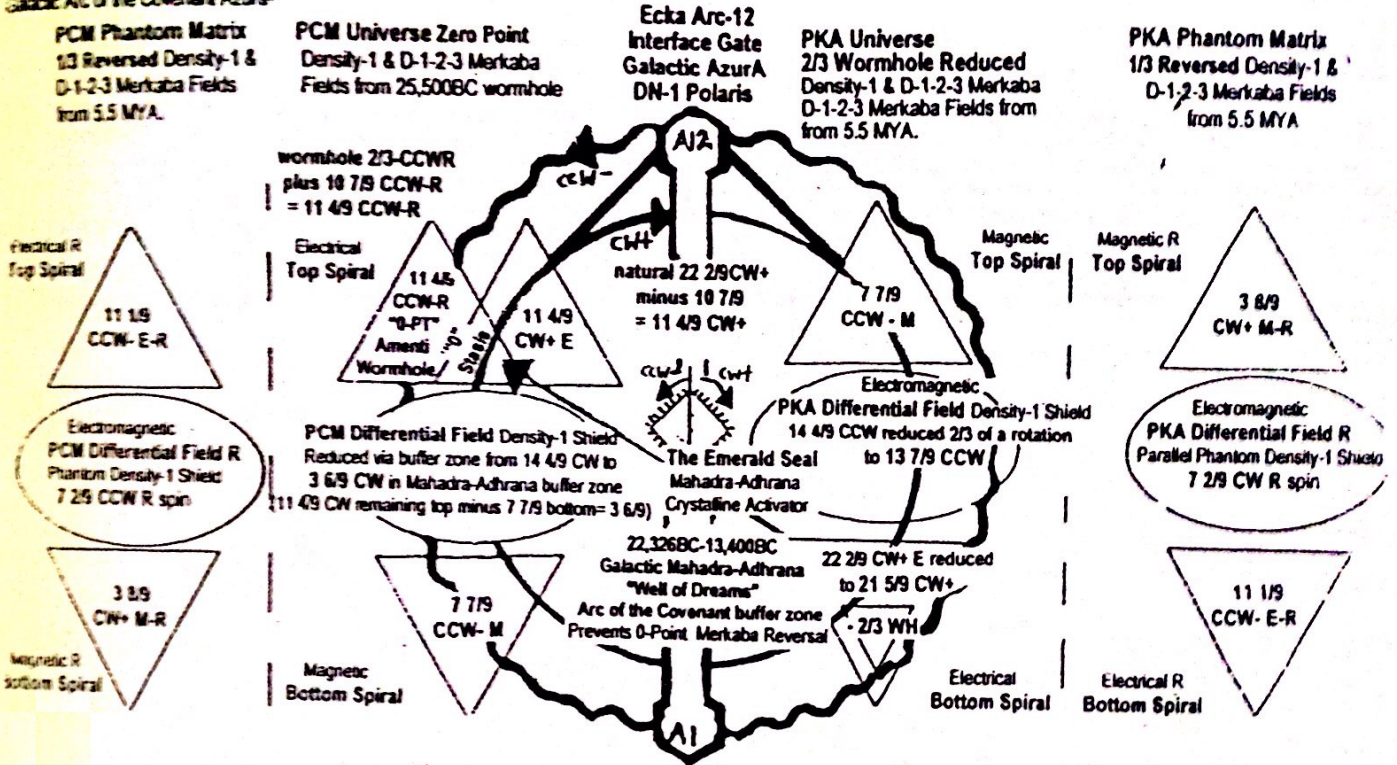 Galactic Arc of the Covenant Azura-
PCM Phantom Matrix
1/3 Reversed Density-1 &
D-1-2-3 Merkaba Fields
from 5.5 MYA.
PCM Universe Zero Point
Density-1 & D-1-2-3 Merkaba
Fields from 25,500BC wormhole
Ecka Arc-12
Interface Gate
Galactic AzurA
DN-1 Polaris
PKA Universe
2/3 Wormhole Reduced
Density-1 & D-1-2-3 Merkaba
D-1-2-3 Merkaba Fields from
from 5.5 MYA.
PKA Phantom Matrix
1/3 Reversed Density-1 &
D-1-2-3 Merkaba Fields
from 5.5 MYA
wormhole 2/3-CCWR
plus 10 7/9 CCW-R
= 11 4/9 CCW-R
A12
CCW-
CW+
Electrical R
Top Spiral
11 1/9
CCW- E-R
Electrical
Top Spiral
11 4/9
CCW-R
"0-PT"
Amenti
Wormhole/
"0"
Stasis
11 4/9
CW+ E
natural 22 2/9CW+
minus 10 7/9
= 11 4/9 CW+
7 7/9
CCW - M
Magnetic
Top Spiral
Magnetic R
Top Spiral
3 8/9
CW+ M-R
Electromagnetic
PCM Differential Field R
Phantom Density-1 Shield
7 2/9 CCW R spin
PCM Differential Field Density-1 Shield
Reduced via buffer zone from 14 4/9 CW to
3 6/9 CW in Mahadra-Adhrana buffer zone
(11 4/9 CW remaining top minus 7 7/9 bottom= 3 6/9)
CW+
The Emerald Seal
Mahadra-Adhrana
Crystalline Activator
Electromagnetic
PKA Differential Field Density-1 Shield
14 4/9 CCW reduced 2/3 of a rotation
to 13 7/9 CCW
Electromagnetic
PKA Differential Field R
Parallel Phantom Density-1 Shield
7 2/9 CW R spin
3 8/9
CW+ M-R
Magnetic R
Bottom Spiral
7 7/9
CCW- M
Magnetic
Bottom Spiral
22,326BC-13,400BC
Galactic Mahadra-Adhrana
"Well of Dreams"
Arc of the Covenant buffer zone
Prevents 0-Point Merkaba Reversal
22 2/9 CW+ E reduced
to 21 5/9 CW+
- 2/3 WH
Electrical
Bottom Spiral
11 1/9
CCW- E-R
Electrical R
Bottom Spiral
A1